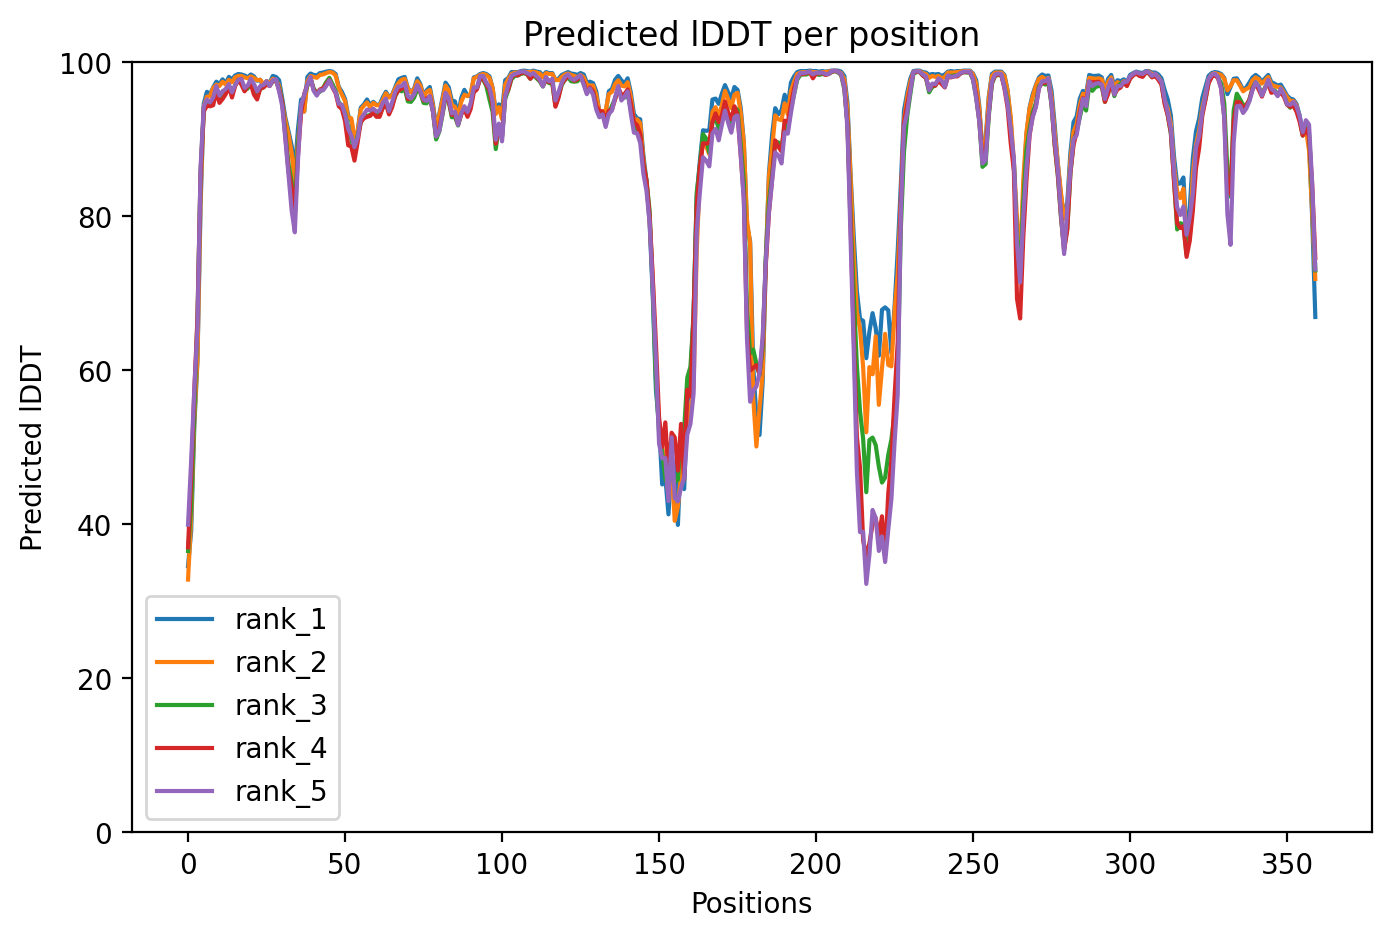 Predicted lDDT per position
100
80
60
40
20
0
Predicted lDDT
rank_1
rank_2
rank_3
rank_4
rank_5
0 50 100 150 200 250 300 350
Positions